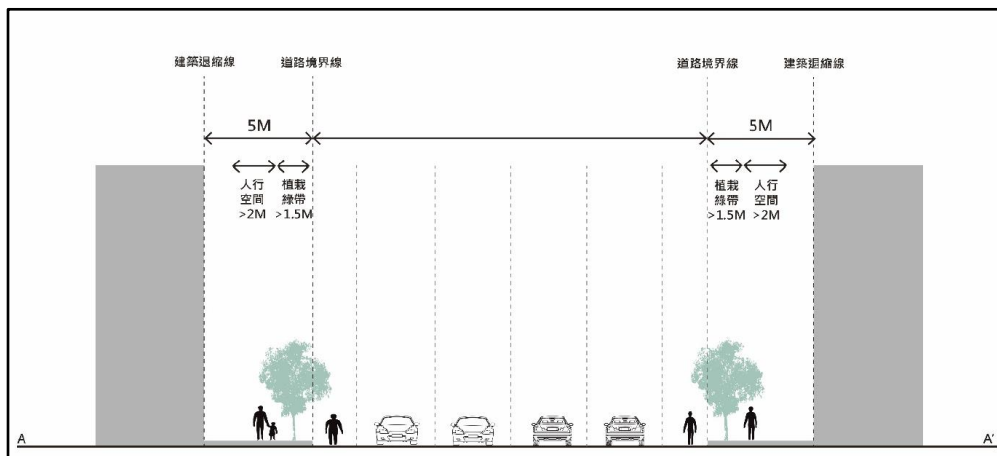 建築退縮線
道路境界線
道路境界線
建築退縮線
5M
5M
人行
空間
>2M
植栽
綠帶
>1.5M
植栽
綠帶
>1.5M
人行
空間
>2M
A
A'